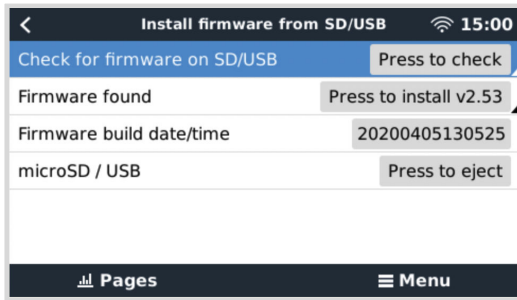 Install firmware from SD/USB 15:00
Check for firmware on SD/USB Press to check
Firmware found Press to install v2.53
Firmware build date/time 20200405130525
microSD / USB Press to eject
Pages Menu